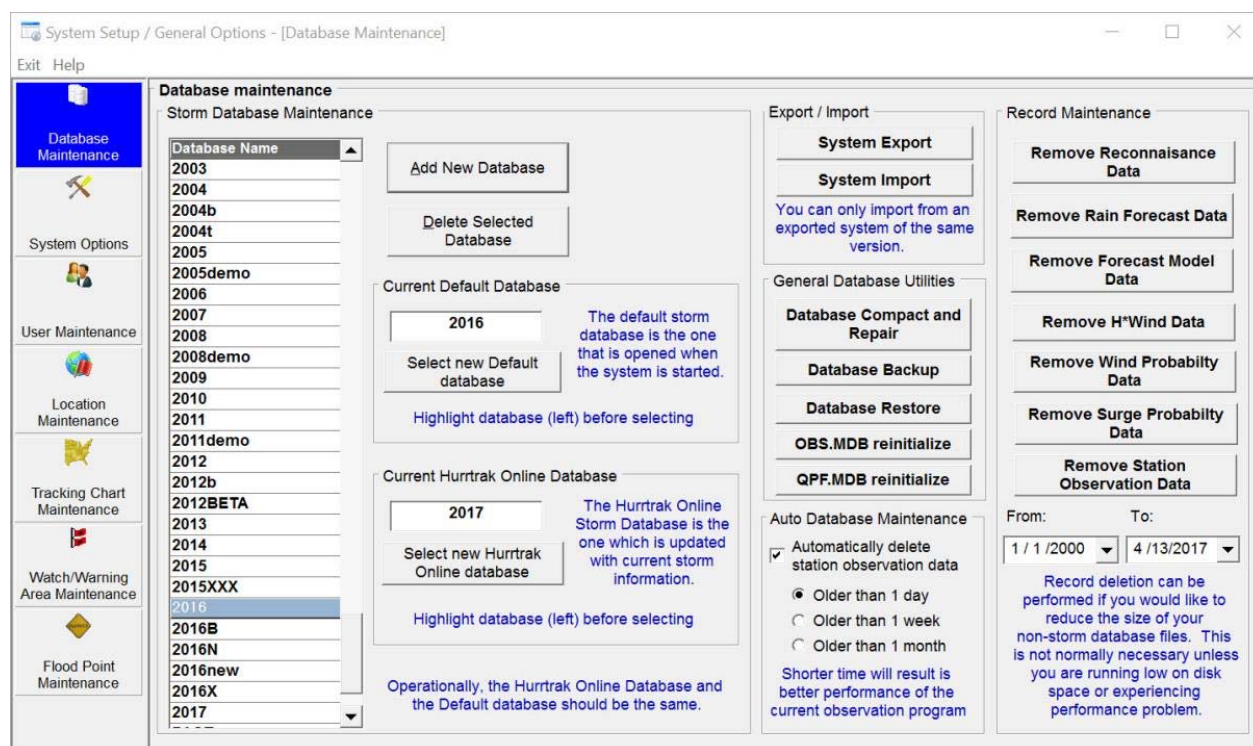 System Setup / General Options - [Database Maintenance]
Exit Help
Database
Maintenance
System Options
User Maintenance
Location
Maintenance
Tracking Chart
Maintenance
Watch/Warning
Area Maintenance
Flood Point
Maintenance
Database maintenance
Storm Database Maintenance
Database Name
2003
2004
2004b
2004t
2005
2005demo
2006
2007
2008
2008demo
2009
2010
2011
2011demo
2012
2012b
2012BETA
2013
2014
2015
2015XXX
2016
2016B
2016N
2016new
2016X
2017
Add New Database
Delete Selected
Database
Current Default Database
2016
Select new Default
database
The default storm
database is the one
that is opened when
the system is started.
Highlight database (left) before selecting
Current Hurrtrak Online Database
2017
Select new Hurrtrak
Online database
The Hurrtrak Online
Storm Database is the
one which is updated
with current storm
information.
Highlight database (left) before selecting
Operationally, the Hurrtrak Online Database and
the Default database should be the same.
Export / Import
System Export
System Import
You can only import from an
exported system of the same
version.
General Database Utilities
Database Compact and
Repair
Database Backup
Database Restore
OBS.MDB reinitialize
QPF.MDB reinitialize
Auto Database Maintenance
Automatically delete
station observation data
Older than 1 day
Older than 1 week
Older than 1 month
Shorter time will result is
better performance of the
current observation program
Record Maintenance
Remove Reconnaisance
Data
Remove Rain Forecast Data
Remove Forecast Model
Data
Remove H*Wind Data
Remove Wind Probabilty
Data
Remove Surge Probabilty
Data
Remove Station
Observation Data
From: To:
1 / 1 /2000 4 /13/2017
Record deletion can be
performed if you would like to
reduce the size of your
non-storm database files. This
is not normally necessary unless
you are running low on disk
space or experiencing
performance problem.